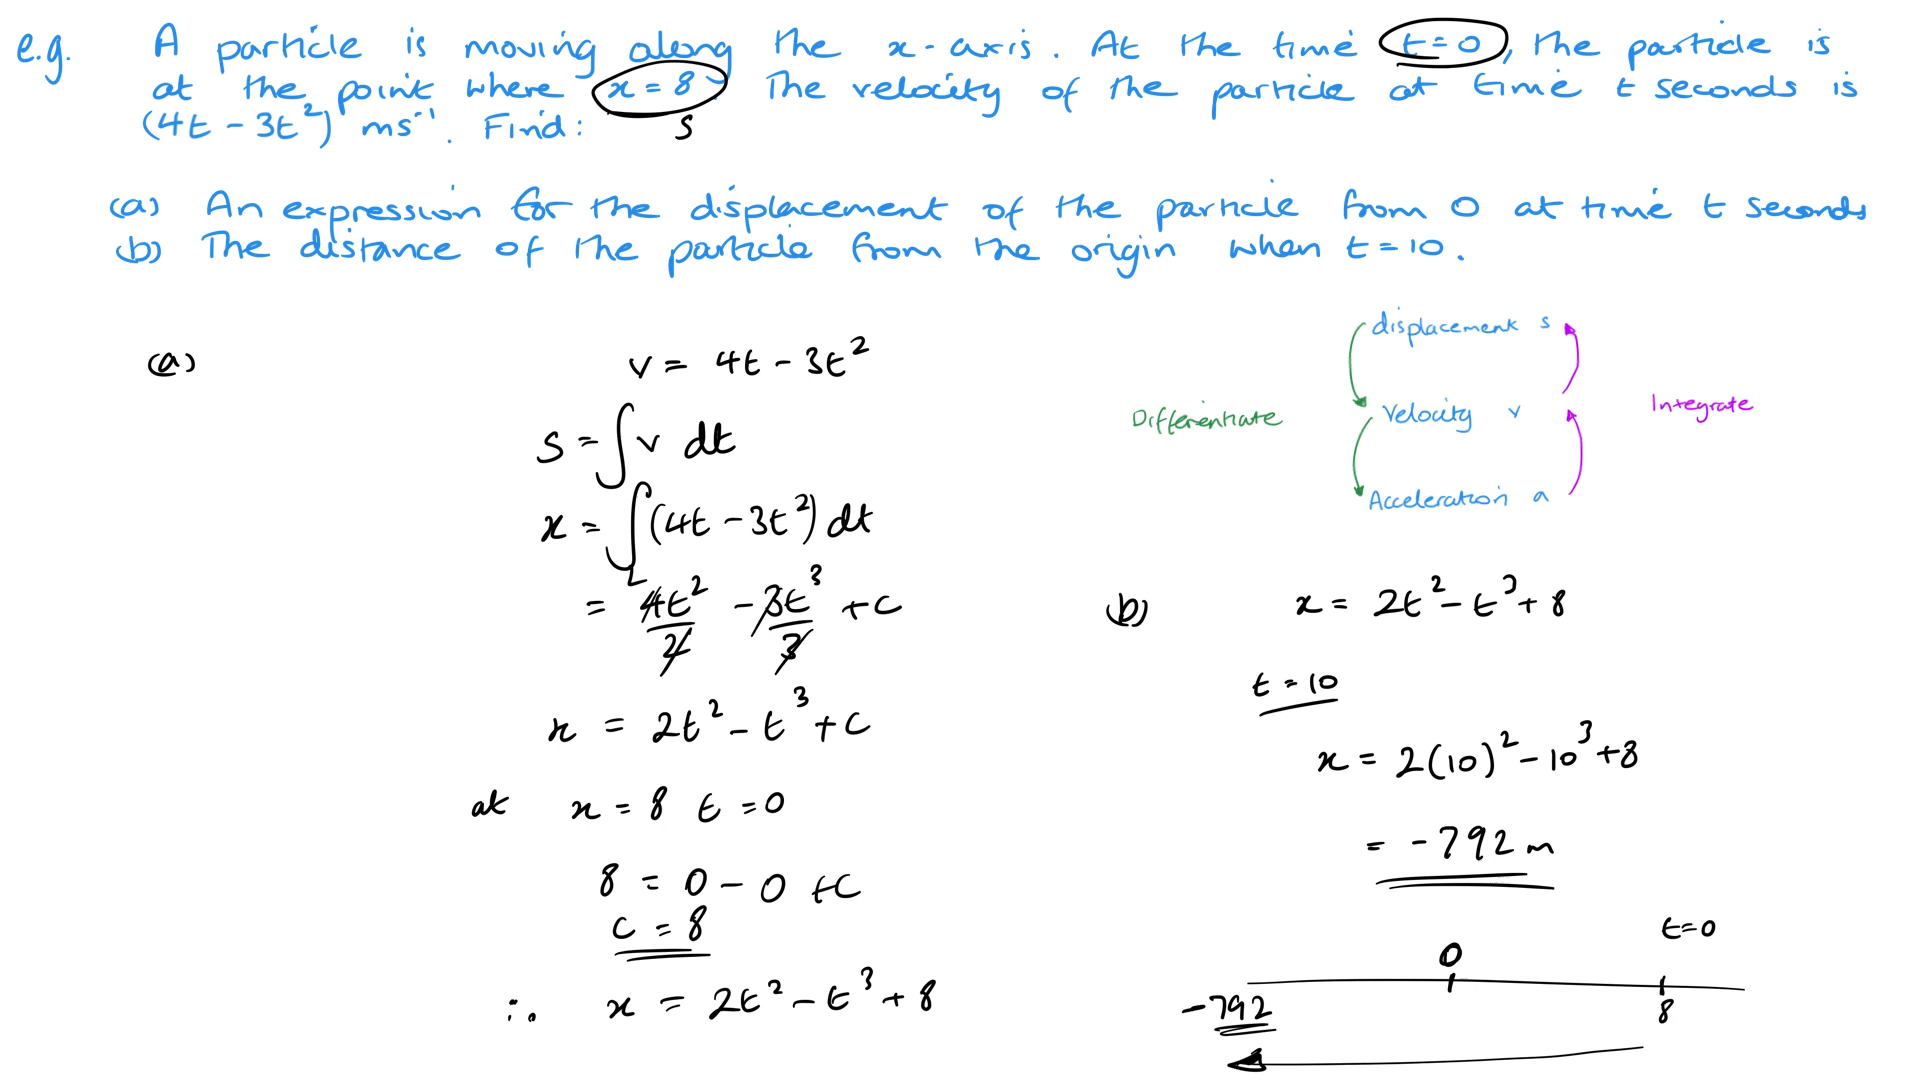 e.g. A particle is moving along the x-axis. At the time t=0, the particle is
at the point where x = 8. The velocity of the particle at time t seconds is
(4t - 3t²) ms⁻¹. Find:
s
(a) An expression for the displacement of the particle from O at time t seconds
(b) The distance of the particle from the origin when t=10.
(a)
v = 4t - 3t²
s = ∫ v dt
x = ∫ (4t - 3t²) dt
= 4t²/2 - 3t³/3 + c
2
x = 2t² - t³ + c
at x = 8 t = 0
8 = 0 - 0 + c
c = 8
∴ x = 2t² - t³ + 8
displacement s
Differentiate
Velocity v
Integrate
Acceleration a
(b) x = 2t² - t³ + 8
t = 10
x = 2(10)² - 10³ + 8
= -792 m
t=0
0
-792
8